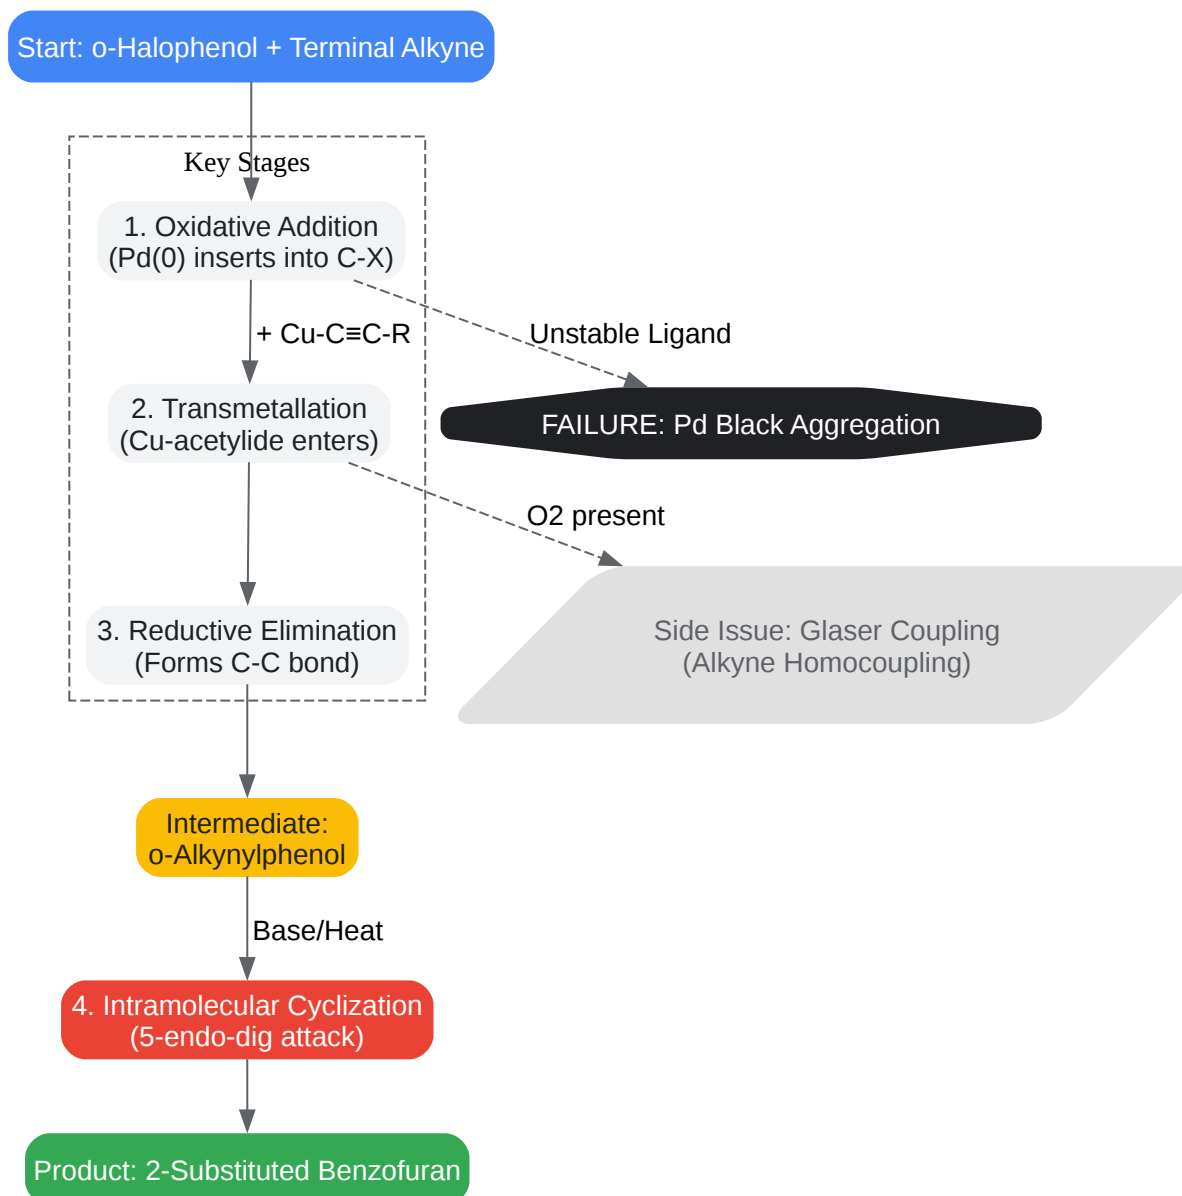 Start: o-Halophenol + Terminal Alkyne
Key Stages
1. Oxidative Addition
(Pd(0) inserts into C-X)
+ Cu-C≡C-R
Unstable Ligand
2. Transmetallation
(Cu-acetylide enters)
FAILURE: Pd Black Aggregation
O2 present
3. Reductive Elimination
(Forms C-C bond)
Side Issue: Glaser Coupling
(Alkyne Homocoupling)
Intermediate:
o-Alkynylphenol
Base/Heat
4. Intramolecular Cyclization
(5-endo-dig attack)
Product: 2-Substituted Benzofuran